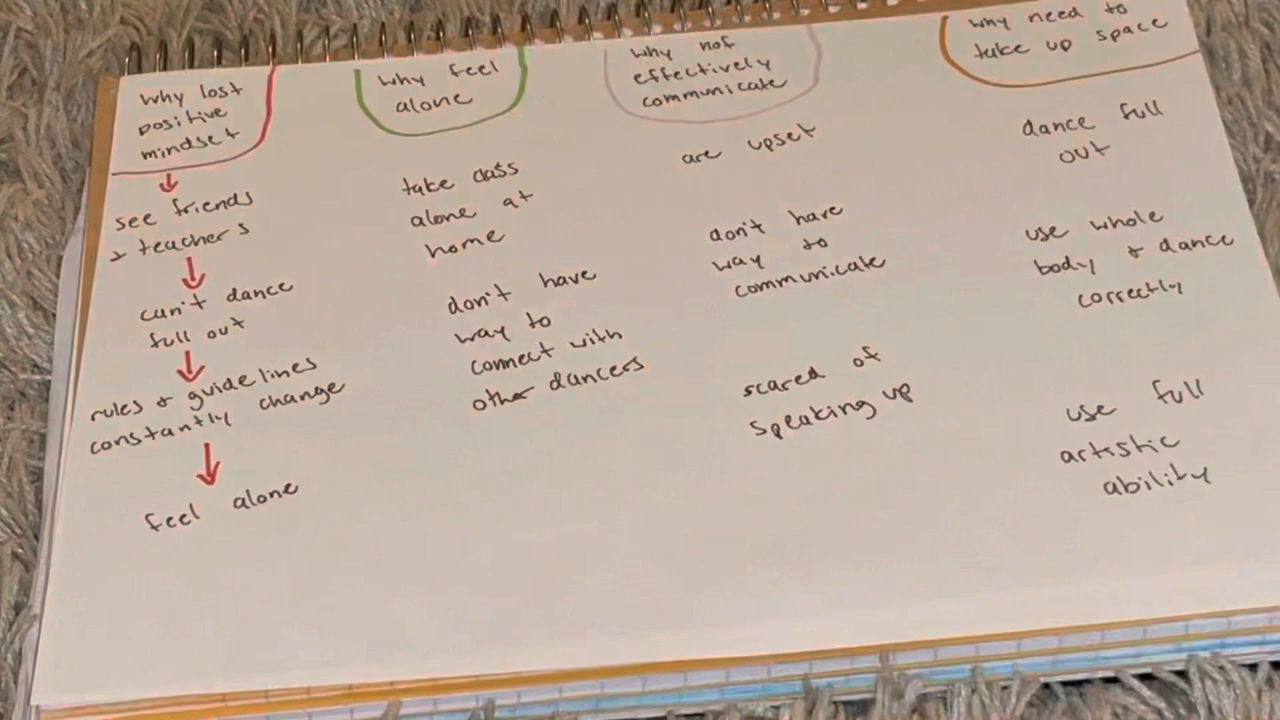 why lost
positive
mindset
see friends
+ teachers
can't dance
full out
rules + guidelines
constantly change
feel alone
why feel
alone
take class
alone at
home
don't have
way to
connect with
other dancers
why not
effectively
communicate
are upset
don't have
way to
communicate
scared of
speaking up
why need to
take up space
dance full
out
use whole
body + dance
correctly
use full
artistic
ability